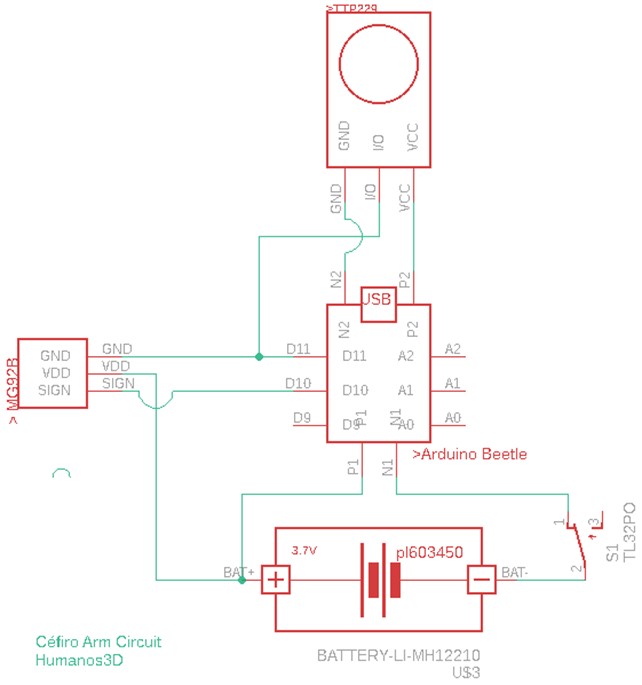 >TTP229
GND
I/O
VCC
GND
I/O
VCC
N2
P2
USB
N2
P2
>MG92B
GND
VDD
SIGN
GND
VDD
SIGN
D11
D10
D9
D11
D10
D9
A2
A1
A0
A2
A1
A0
P1
N1
P1
N1
>Arduino Beetle
1
3
2
S1
TL32PO
3.7V
pl603450
BAT+
+
-
BAT-
BATTERY-LI-MH12210
U$3
Céfiro Arm Circuit
Humanos3D